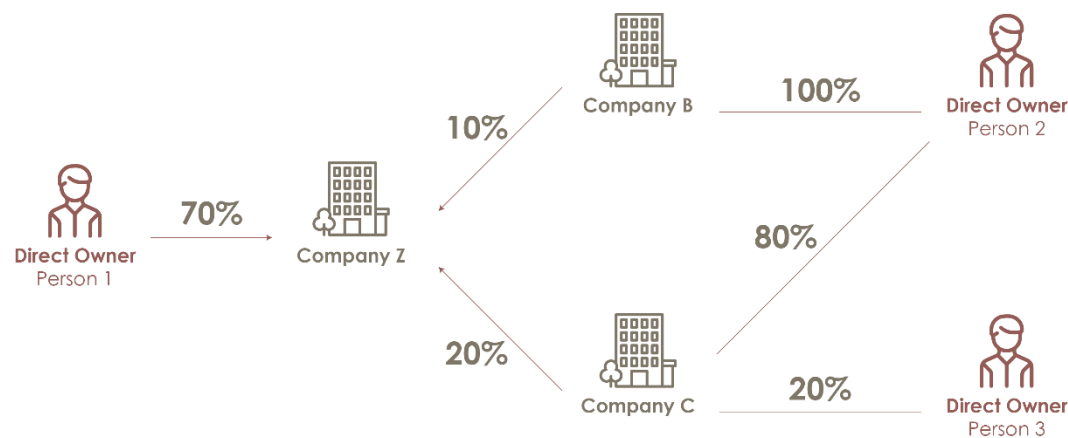 Company B
100%
Direct Owner
Person 2
10%
70%
Direct Owner
Person 1
Company Z
80%
20%
Company C
20%
Direct Owner
Person 3